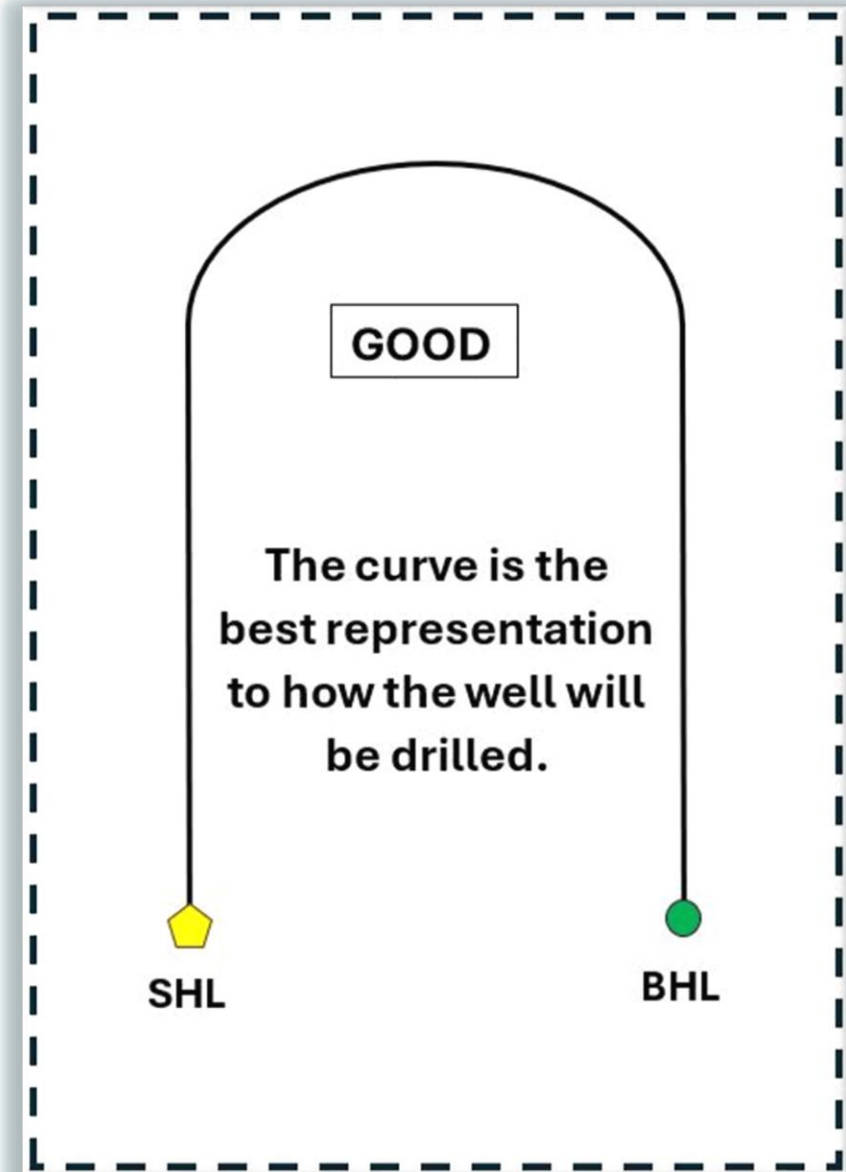 GOOD
The curve is the
best representation
to how the well will
be drilled.
SHL
BHL